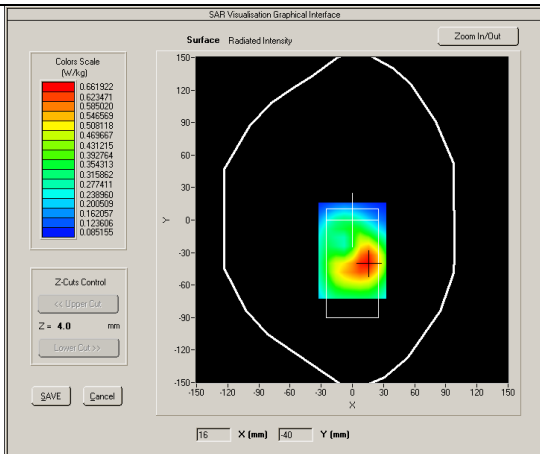 SAR Visualisation Graphical Interface
Surface Radiated Intensity
Zoom In/Out
Colors Scale
(W/kg)
0.661922
0.623471
0.585020
0.546569
0.508118
0.469667
0.431215
0.392764
0.354313
0.315862
0.277411
0.238960
0.200509
0.162057
0.123606
0.085155
Z-Cuts Control
<< Upper Cut
Z = 4.0 mm
Lower Cut >>
SAVE
Cancel
150
120
90
60
30
0
-30
-60
-90
-120
-150
Y
-150 -120 -90 -60 -30 0 30 60 90 120 150
X
16 X (mm) -40 Y (mm)